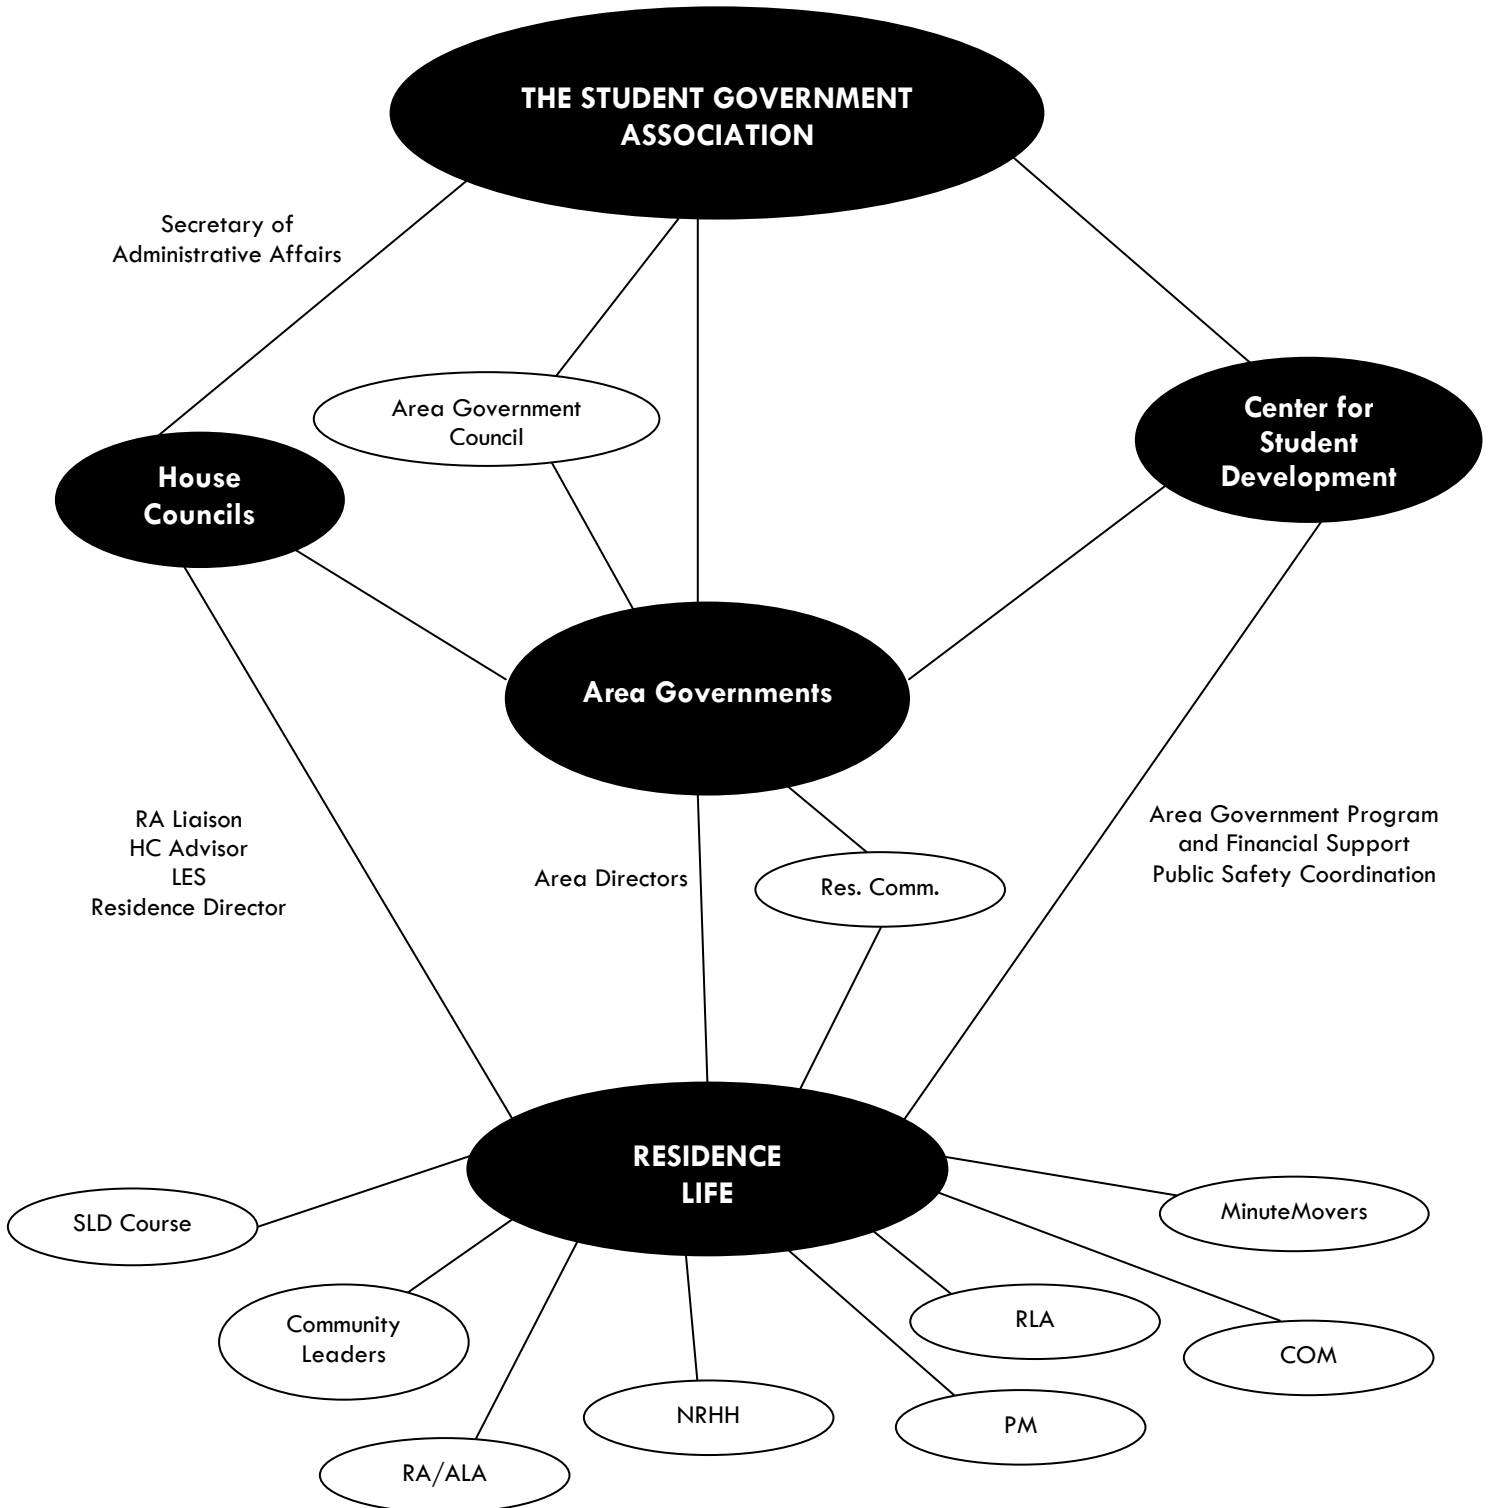 THE STUDENT GOVERNMENT
ASSOCIATION
Secretary of
Administrative Affairs
Area Government
Council
Center for
Student
Development
House
Councils
Area Governments
RA Liaison
HC Advisor
LES
Residence Director
Area Directors
Res. Comm.
Area Government Program
and Financial Support
Public Safety Coordination
RESIDENCE
LIFE
SLD Course
MinuteMovers
Community
Leaders
RLA
COM
NRHH
PM
RA/ALA